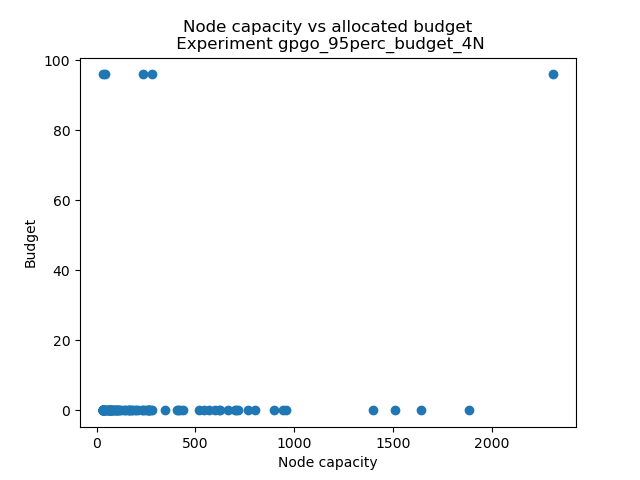 Node capacity vs allocated budget
Experiment gpgo_95perc_budget_4N
100
80
60
40
20
0
Budget
0 500 1000 1500 2000
Node capacity